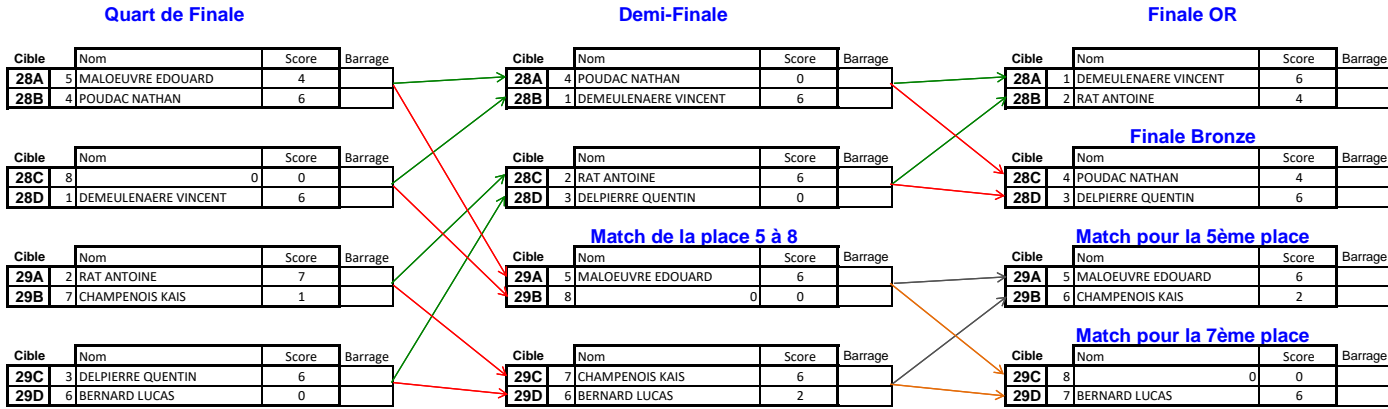 Quart de Finale Demi-Finale Finale OR
Cible Nom Score Barrage Cible Nom Score Barrage Cible Nom Score Barrage
28A 5 MALOEUVRE EDOUARD 4 28A 4 POUDAC NATHAN 0 28A 1 DEMEULENAERE VINCENT 6
28B 4 POUDAC NATHAN 6 28B 1 DEMEULENAERE VINCENT 6 28B 2 RAT ANTOINE 4
Finale Bronze
Cible Nom Score Barrage Cible Nom Score Barrage Cible Nom Score Barrage
28C 8 0 0 28C 2 RAT ANTOINE 6 28C 4 POUDAC NATHAN 4
28D 1 DEMEULENAERE VINCENT 6 28D 3 DELPIERRE QUENTIN 0 28D 3 DELPIERRE QUENTIN 6
Match de la place 5 à 8 Match pour la 5ème place
Cible Nom Score Barrage Cible Nom Score Barrage Cible Nom Score Barrage
29A 2 RAT ANTOINE 7 29A 5 MALOEUVRE EDOUARD 6 29A 5 MALOEUVRE EDOUARD 6
29B 7 CHAMPENOIS KAIS 1 29B 8 0 0 29B 6 CHAMPENOIS KAIS 2
Match pour la 7ème place
Cible Nom Score Barrage Cible Nom Score Barrage Cible Nom Score Barrage
29C 3 DELPIERRE QUENTIN 6 29C 7 CHAMPENOIS KAIS 6 29C 8 0 0
29D 6 BERNARD LUCAS 0 29D 6 BERNARD LUCAS 2 29D 7 BERNARD LUCAS 6